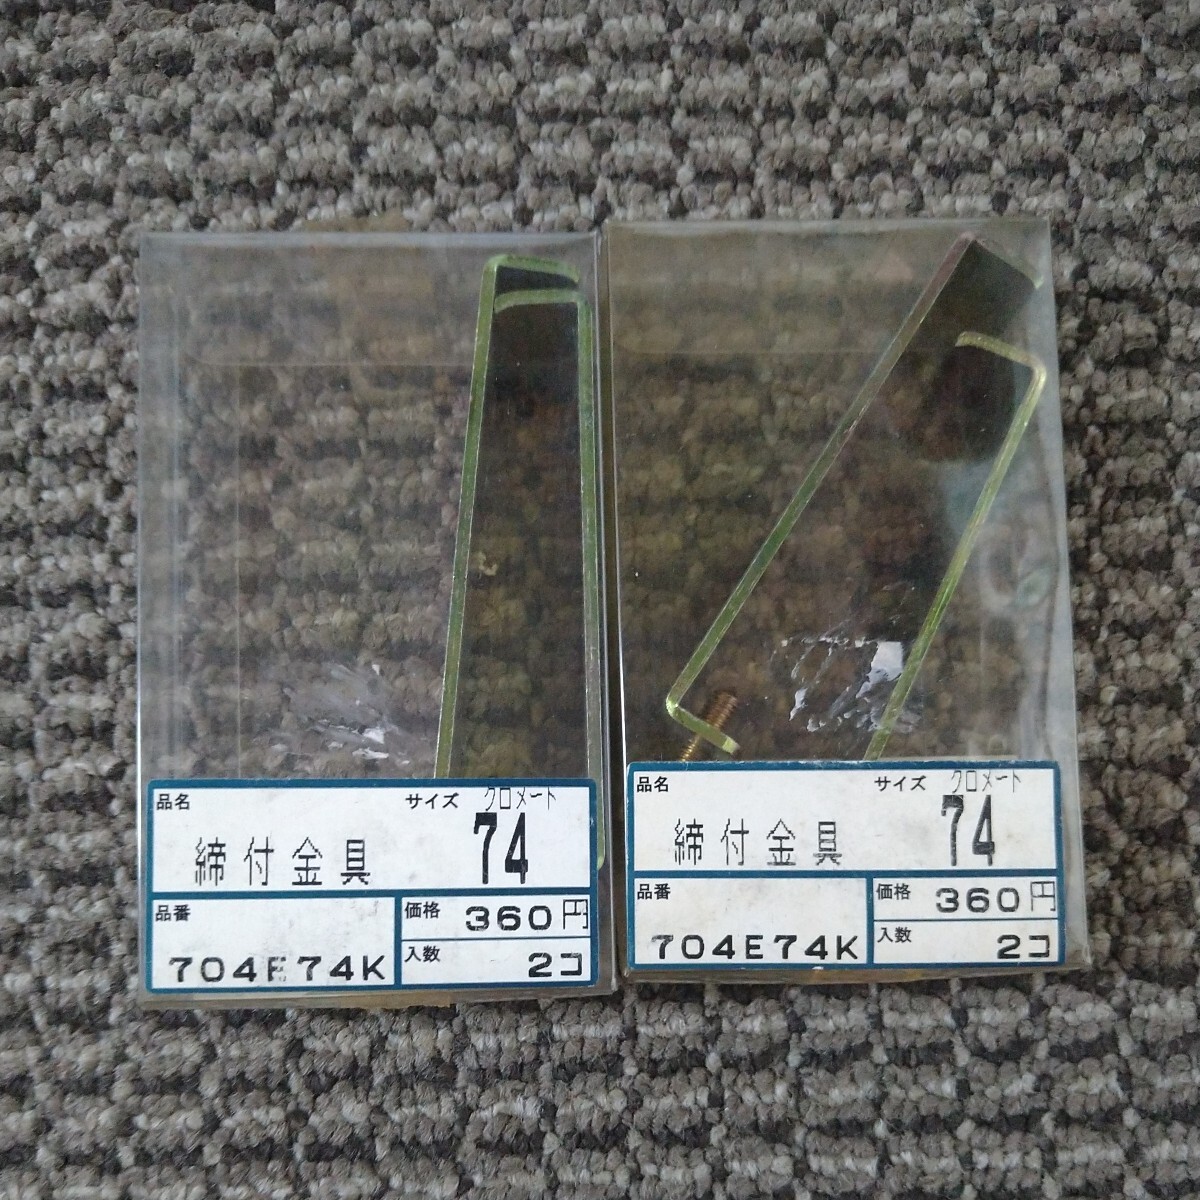 品名
サイズ クロメート
締付金具 74
品番
価格 360円
704E74K
入数 2コ
品名
サイズ クロメート
締付金具 74
品番
価格 360円
704E74K
入数 2コ